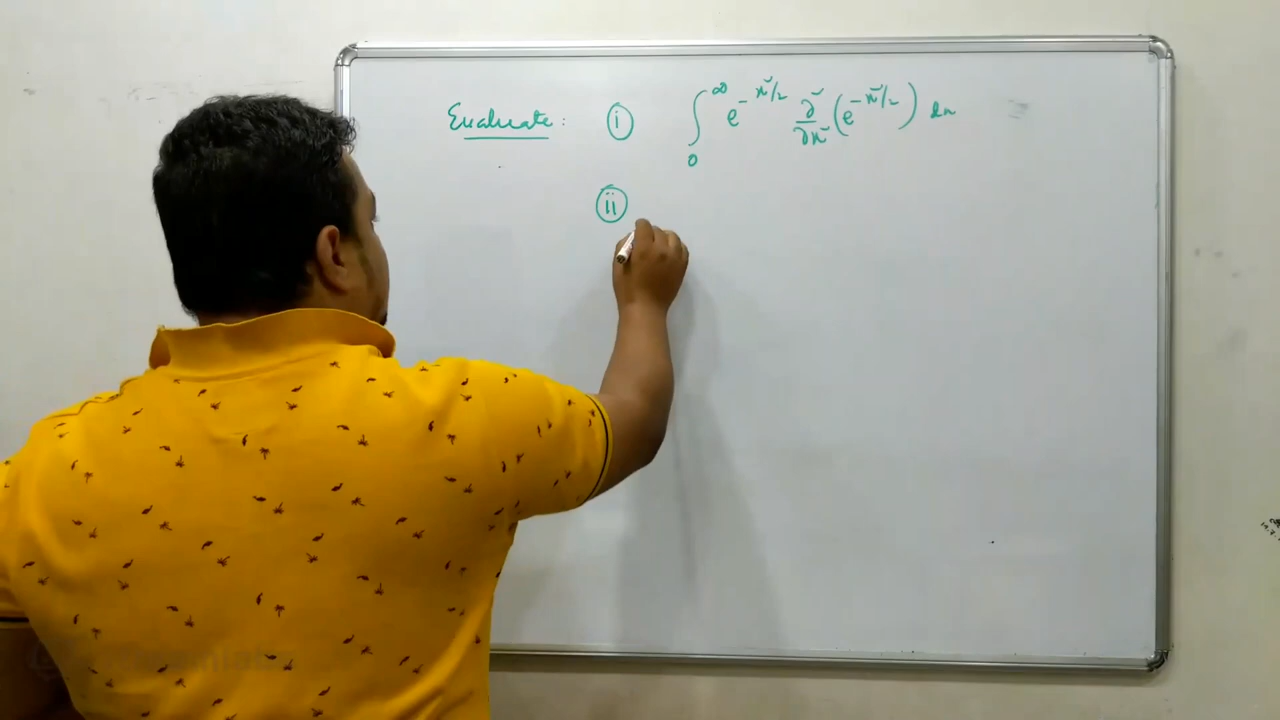 Evaluate : (i) ∫₀^∞ e^{-x²/2} ∂²/∂x² (e^{-x²/2}) dx
(ii)